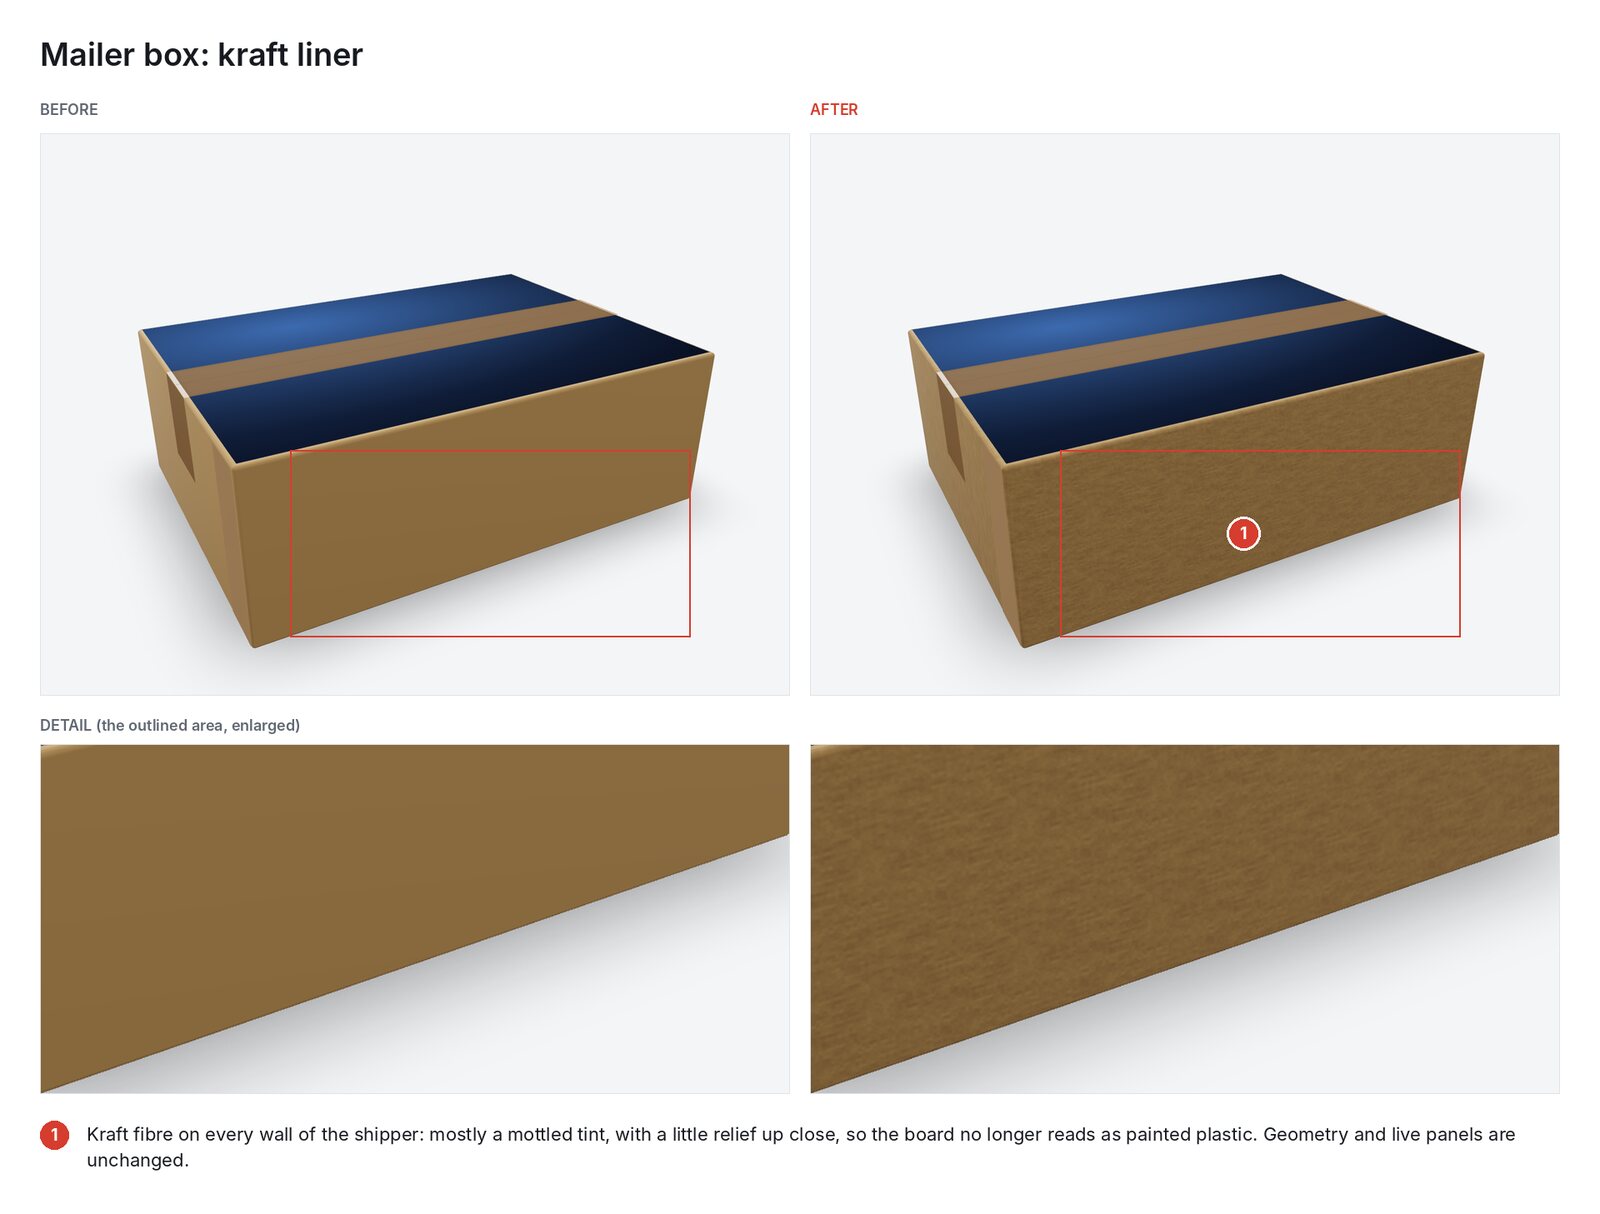 Mailer box: kraft liner
BEFORE
AFTER
1
DETAIL (the outlined area, enlarged)
1
Kraft fibre on every wall of the shipper: mostly a mottled tint, with a little relief up close, so the board no longer reads as painted plastic. Geometry and live panels are
unchanged.